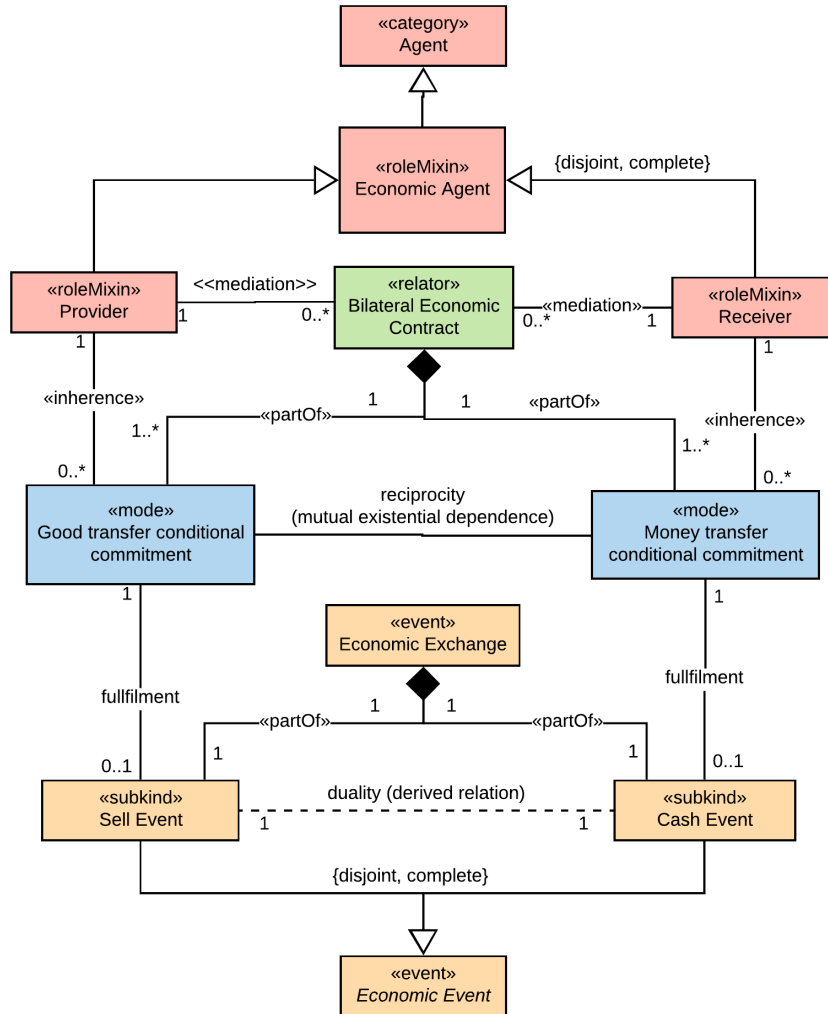 «category»
Agent
«roleMixin»
Economic Agent
{disjoint, complete}
«roleMixin»
Provider
<<mediation>>
1
0..*
«relator»
Bilateral Economic
Contract
«mediation»
0..*
1
«roleMixin»
Receiver
1
1
«inherence»
«inherence»
1
«partOf»
1..*
1
«partOf»
1..*
0..*
0..*
«mode»
Good transfer conditional
commitment
reciprocity
(mutual existential dependence)
«mode»
Money transfer
conditional commitment
1
1
«event»
Economic Exchange
fullfilment
fullfilment
1
1
«partOf»
«partOf»
1
1
0..1
0..1
«subkind»
Sell Event
duality (derived relation)
1
1
«subkind»
Cash Event
{disjoint, complete}
«event»
Economic Event